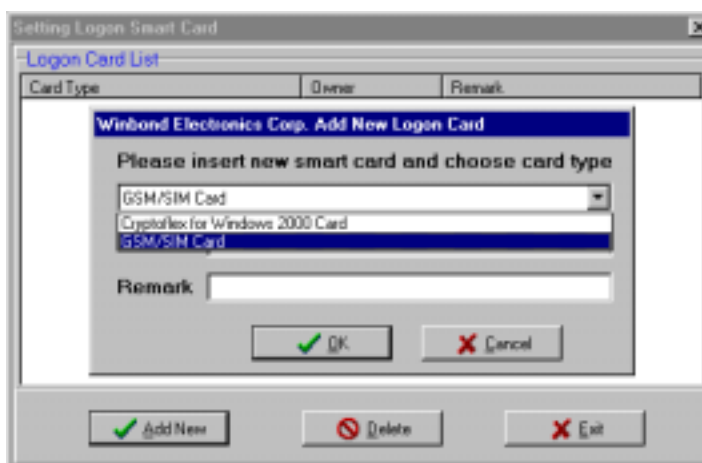 Setting Logon Smart Card
Logon Card List
Card Type Owner Remark
Winbond Electronics Corp. Add New Logon Card
Please insert new smart card and choose card type
GSM/SIM Card
Cryptoflex for Windows 2000 Card
GSM/SIM Card
Remark
OK Cancel
Add New Delete Exit